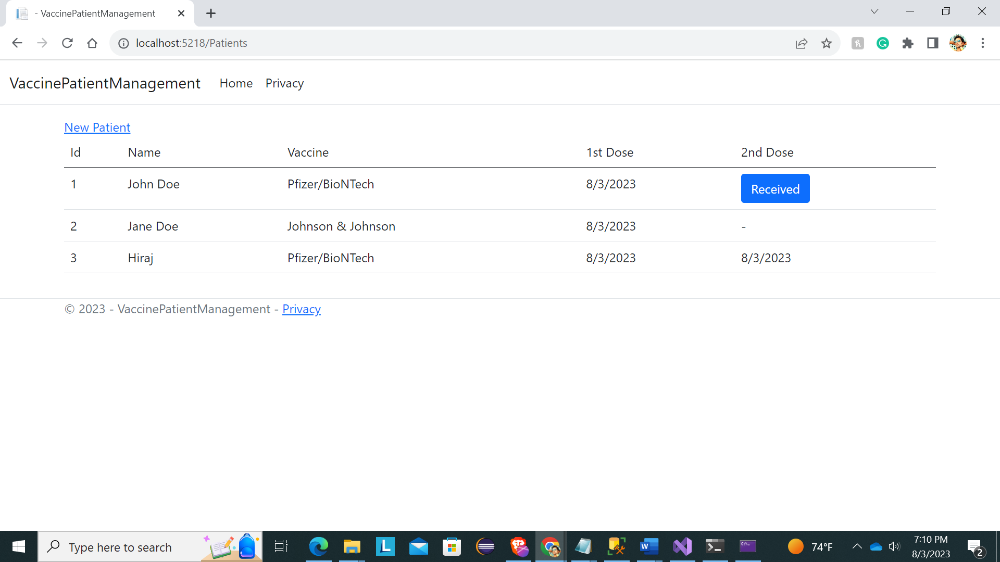 - VaccinePatientManagement
localhost:5218/Patients
VaccinePatientManagement Home Privacy
New Patient
Id Name Vaccine 1st Dose 2nd Dose
1 John Doe Pfizer/BioNTech 8/3/2023 Received
2 Jane Doe Johnson & Johnson 8/3/2023 -
3 Hiraj Pfizer/BioNTech 8/3/2023 8/3/2023
© 2023 - VaccinePatientManagement - Privacy
Type here to search
74°F
7:10 PM
8/3/2023
2